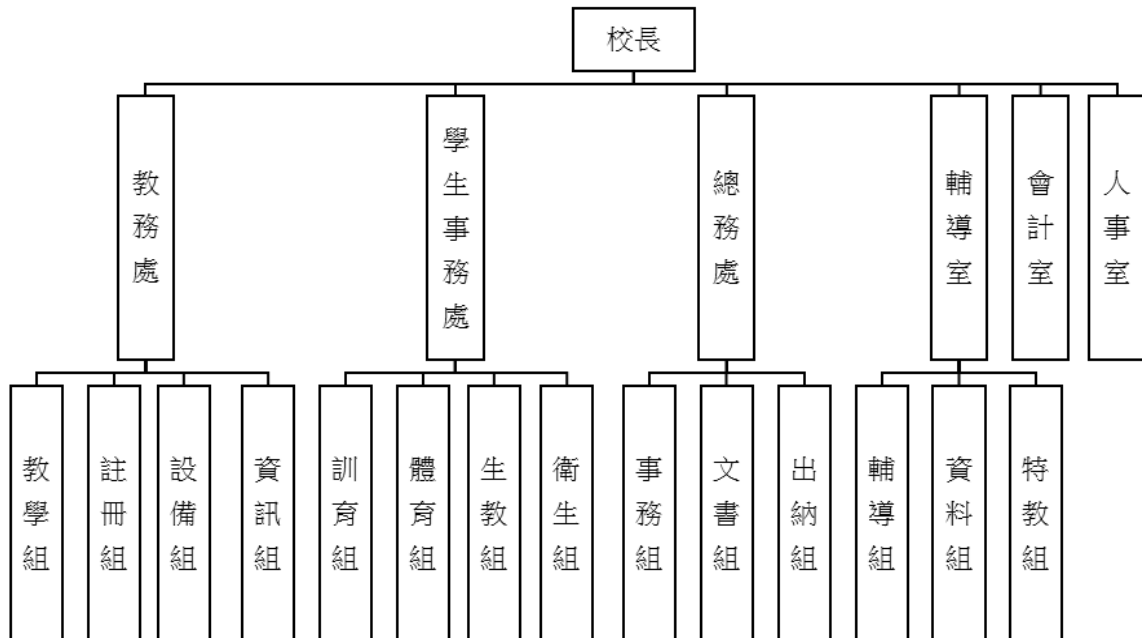 校長
教務處
學生事務處
總務處
輔導室
會計室
人事室
教學組
註冊組
設備組
資訊組
訓育組
體育組
生教組
衛生組
事務組
文書組
出納組
輔導組
資料組
特教組